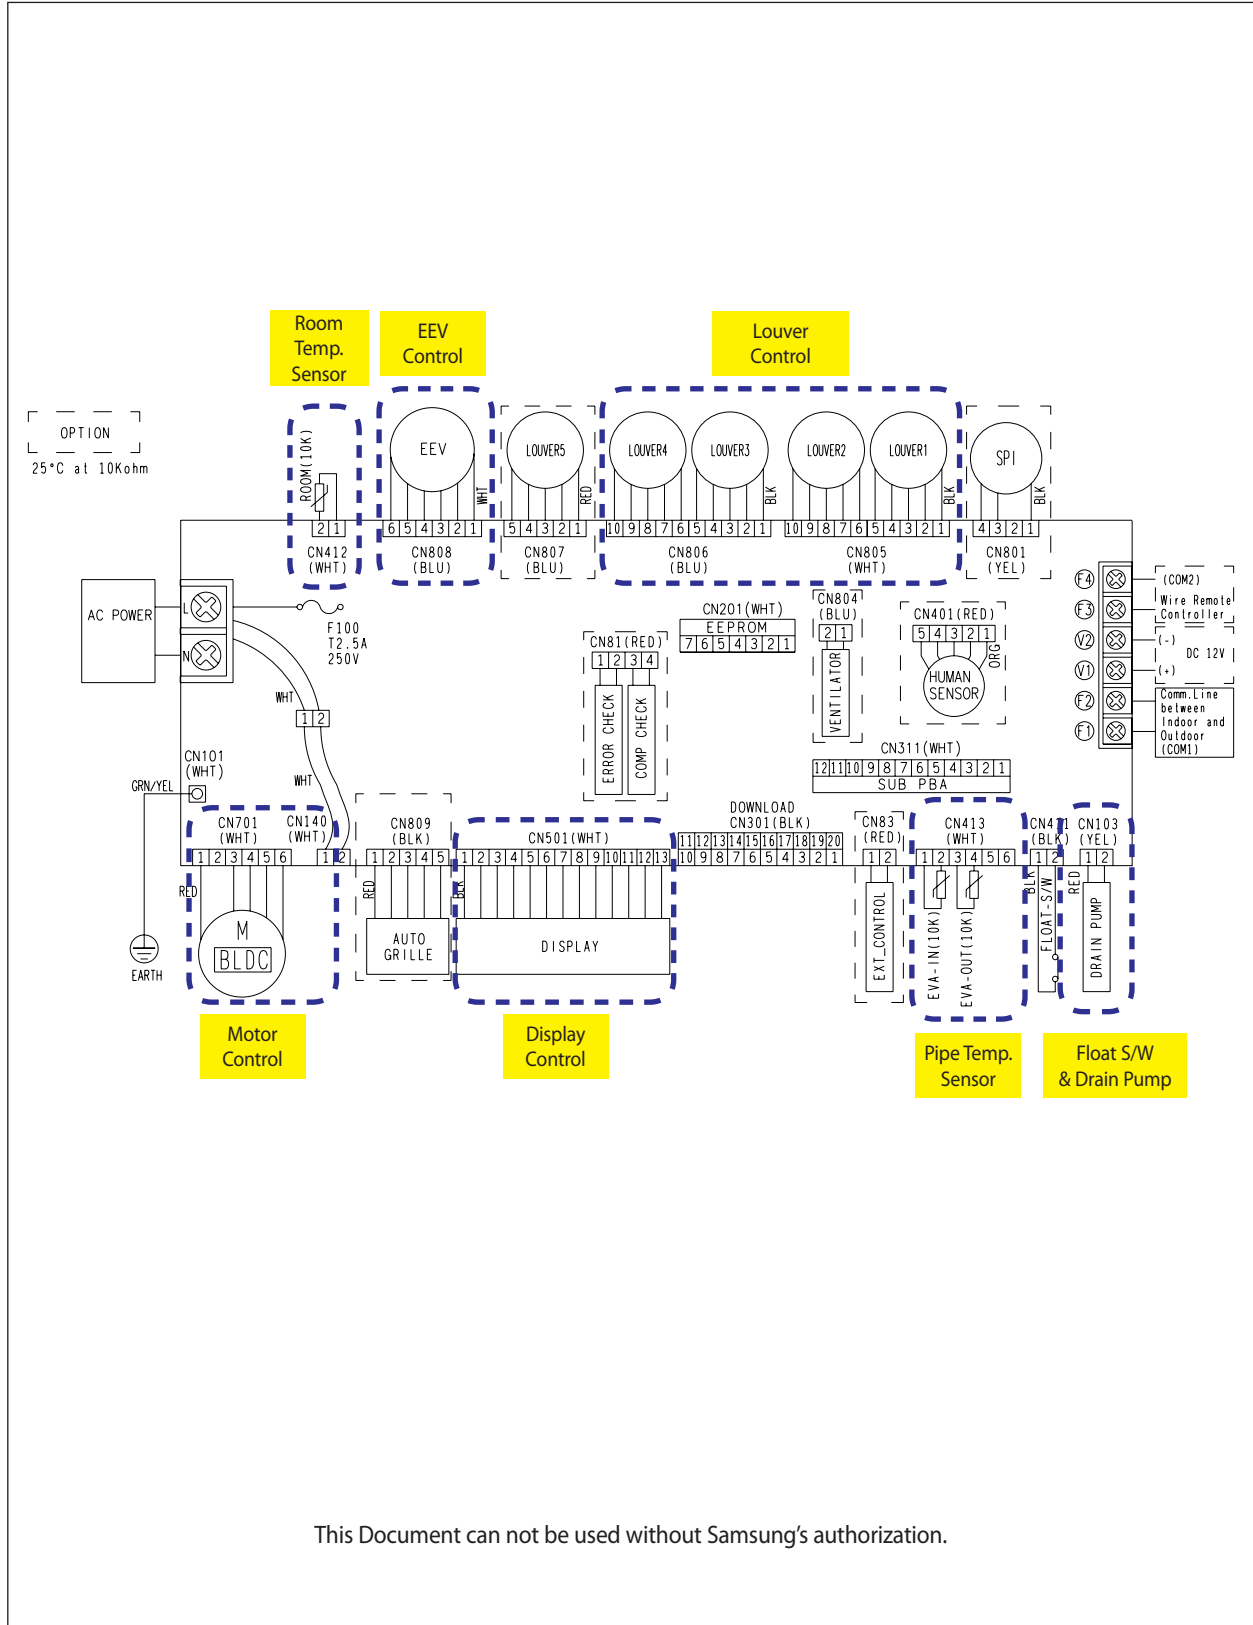 Room
Temp.
Sensor
EEV
Control
Louver
Control
OPTION
25°C at 10Kohm
ROOM(10K)
EEV
WHT
LOUVER5
RED
LOUVER4
LOUVER3
BLK
LOUVER2
LOUVER1
BLK
SPI
BLK
2 1
6 5 4 3 2 1
5 4 3 2 1
10 9 8 7 6 5 4 3 2 1
10 9 8 7 6 5 4 3 2 1
4 3 2 1
CN412
(WHT)
CN808
(BLU)
CN807
(BLU)
CN806
(BLU)
CN805
(WHT)
CN801
(YEL)
AC POWER
L
N
F100
T2.5A
250V
WHT
1 2
WHT
CN81(RED)
1 2 3 4
ERROR CHECK
COMP CHECK
CN201(WHT)
EEPROM
7 6 5 4 3 2 1
CN804
(BLU)
2 1
VENTILATOR
CN401(RED)
5 4 3 2 1
ORG
HUMAN
SENSOR
F4
(COM2)
F3
Wire Remote
Controller
V2
(-)
DC 12V
V1
(+)
F2
F1
Comm.Line
between
Indoor and
Outdoor
(COM1)
CN311(WHT)
12 11 10 9 8 7 6 5 4 3 2 1
SUB PBA
CN101
(WHT)
GRN/YEL
EARTH
CN701
(WHT)
CN140
(WHT)
1 2 3 4 5 6
1 2
RED
M
BLDC
CN809
(BLK)
1 2 3 4 5
RED
AUTO
GRILLE
CN501(WHT)
1 2 3 4 5 6 7 8 9 10 11 12 13
BLK
DISPLAY
DOWNLOAD
CN301(BLK)
11 12 13 14 15 16 17 18 19 20
10 9 8 7 6 5 4 3 2 1
CN83
(RED)
1 2
EXT_CONTROL
CN413
(WHT)
1 2 3 4 5 6
EVA-IN(10K)
EVA-OUT(10K)
(BLK)
1 2
BLK
FLOAT-S/W
CN103
(YEL)
1 2
RED
DRAIN PUMP
Motor
Control
Display
Control
Pipe Temp.
Sensor
Float S/W
& Drain Pump
This Document can not be used without Samsung's authorization.